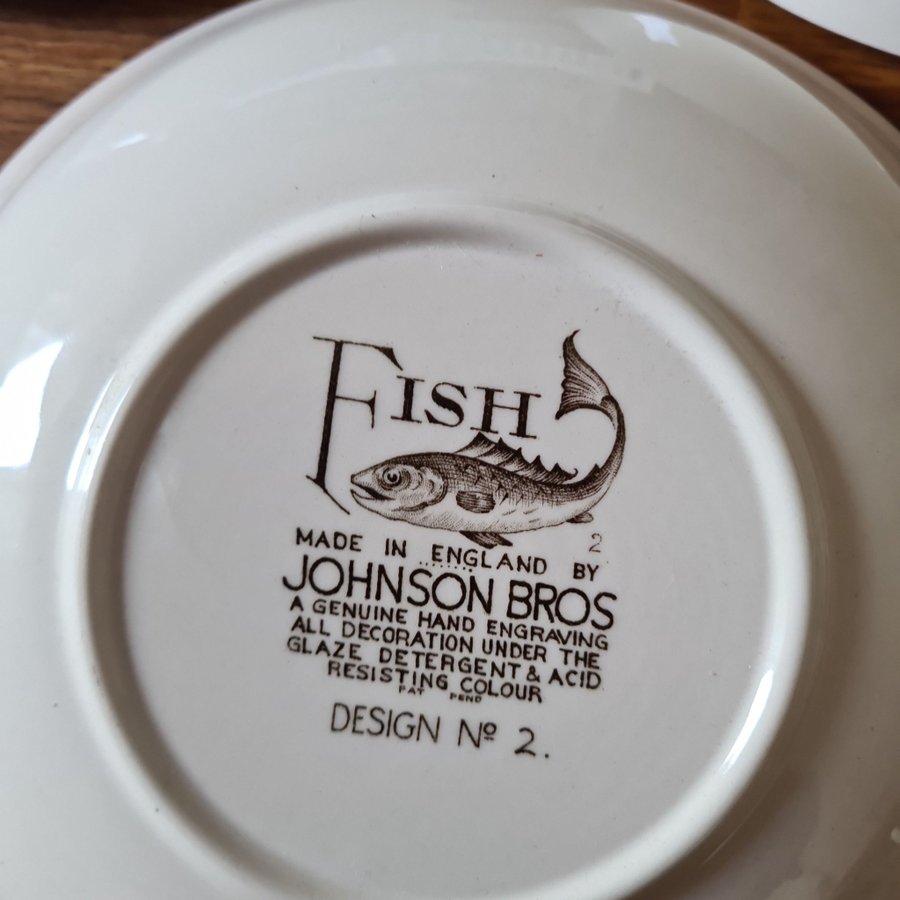 FISH
2
MADE IN ENGLAND BY
JOHNSON BROS
A GENUINE HAND ENGRAVING
ALL DECORATION UNDER THE
GLAZE DETERGENT & ACID
RESISTING COLOUR
PAT PEND
DESIGN Nº 2.